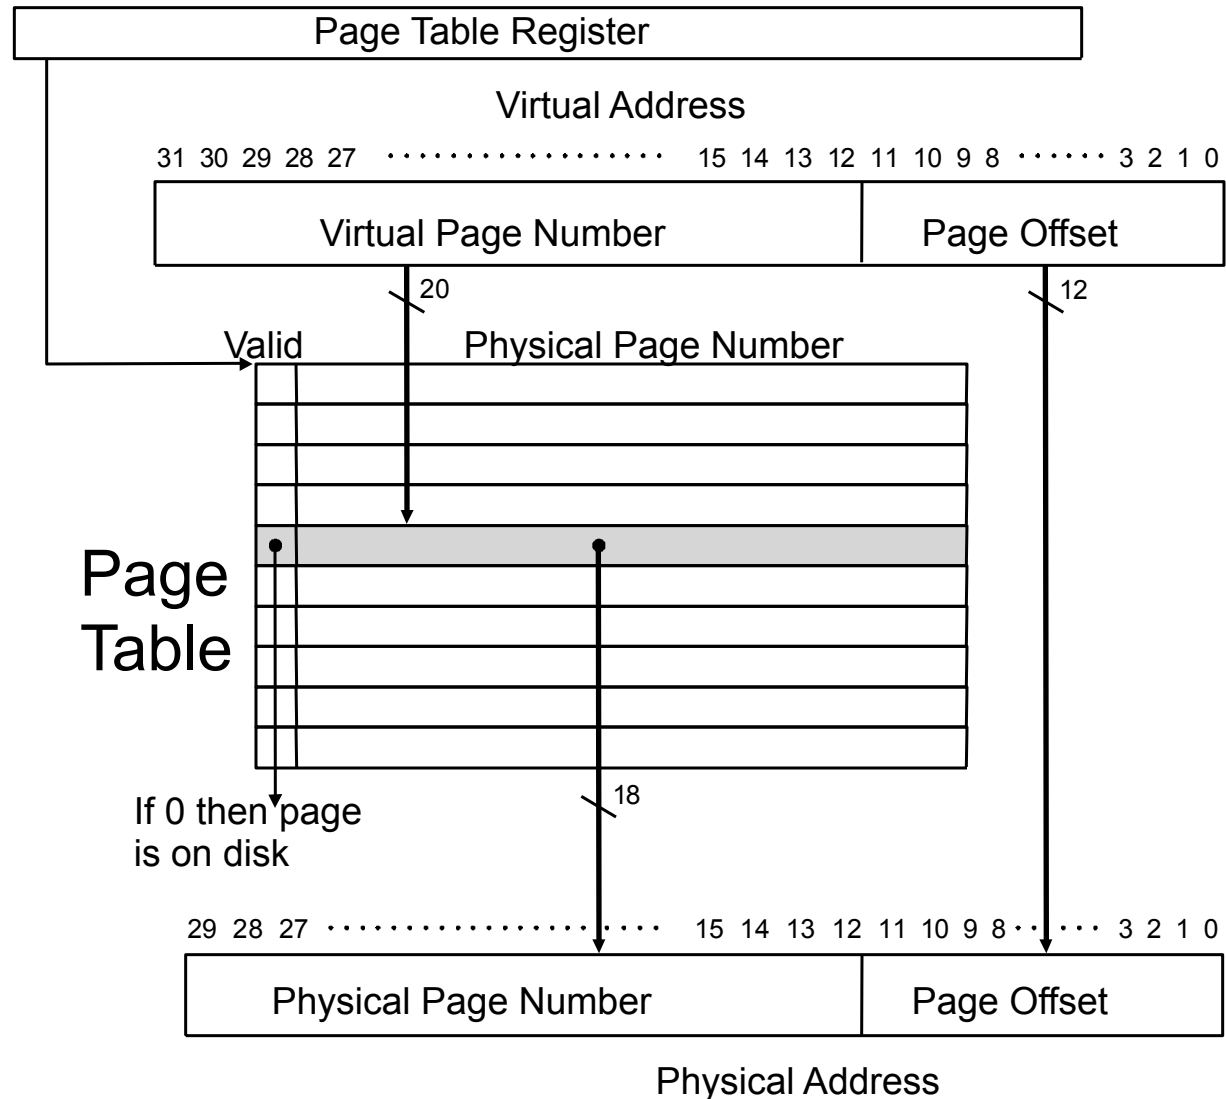 Page Table Register
Virtual Address
31 30 29 28 27 .................. 15 14 13 12 11 10 9 8 ...... 3 2 1 0
Virtual Page Number Page Offset
20 12
Valid Physical Page Number
Page
Table
18
If 0 then page
is on disk
29 28 27 ...................... 15 14 13 12 11 10 9 8 ...... 3 2 1 0
Physical Page Number Page Offset
Physical Address